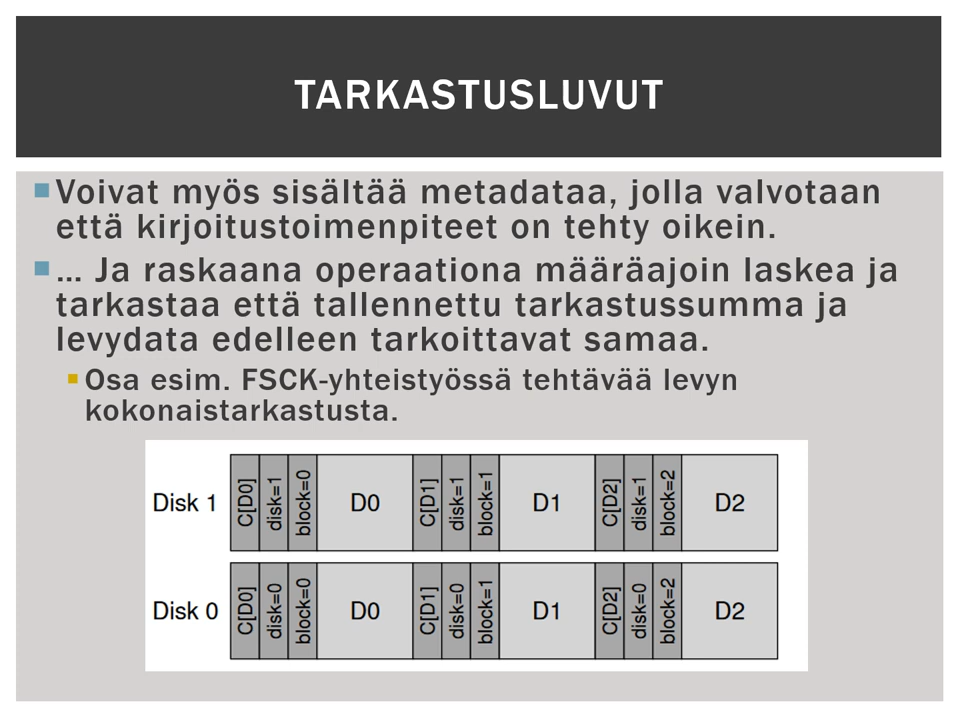 TARKASTUSLUVUT
Voivat myös sisältää metadataa, jolla valvotaan
että kirjoitustoimenpiteet on tehty oikein.
… Ja raskaana operaationa määräajoin laskea ja
tarkastaa että tallennettu tarkastussumma ja
levydata edelleen tarkoittavat samaa.
Osa esim. FSCK-yhteistyössä tehtävää levyn
kokonaistarkastusta.
Disk 1 C[D0] disk=1 block=0 D0 C[D1] disk=1 block=1 D1 C[D2] disk=1 block=2 D2
Disk 0 C[D0] disk=0 block=0 D0 C[D1] disk=0 block=1 D1 C[D2] disk=0 block=2 D2